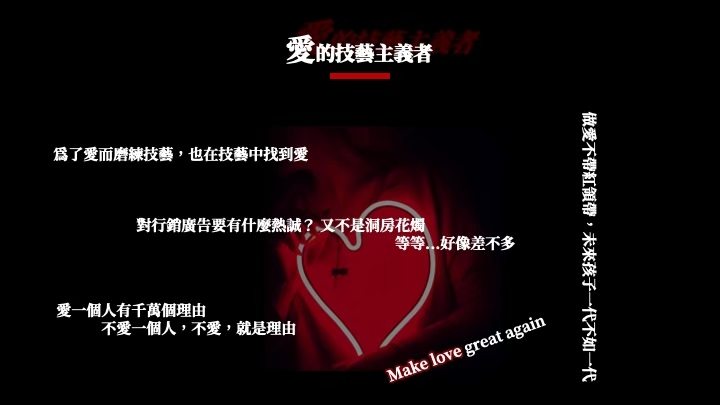 愛的技藝主義者
為了愛而磨練技藝，也在技藝中找到愛
對行銷廣告要有什麼熱誠？又不是洞房花燭
等等...好像差不多
愛一個人有千萬個理由
不愛一個人，不愛，就是理由
Make love great again
做愛不帶紅領帶，未來孩子一代不如一代